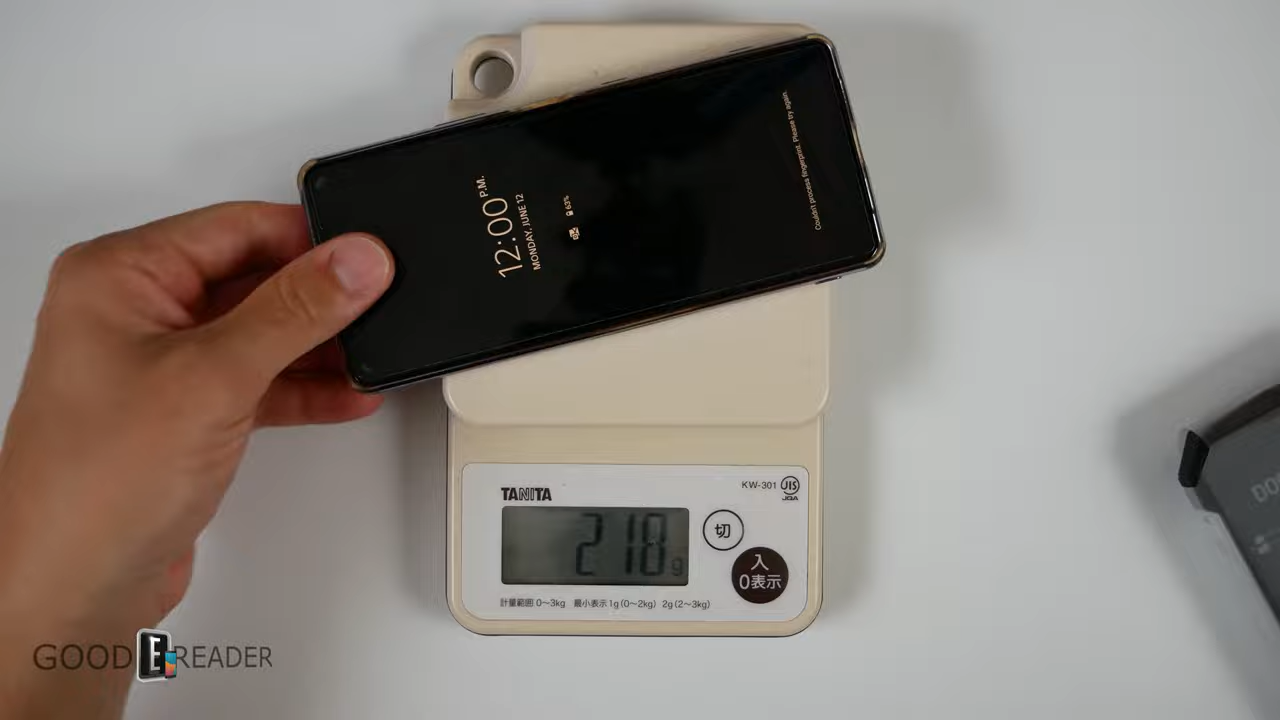 Couldn't process fingerprint. Please try again.
12:00 P.M.
MONDAY, JUNE 12
63%
TANITA
KW-301
JIS
JQA
218g
切
入
0表示
計量範囲 0～3kg 最小表示 1g(0～2kg) 2g(2～3kg)
DO
GOOD E READER